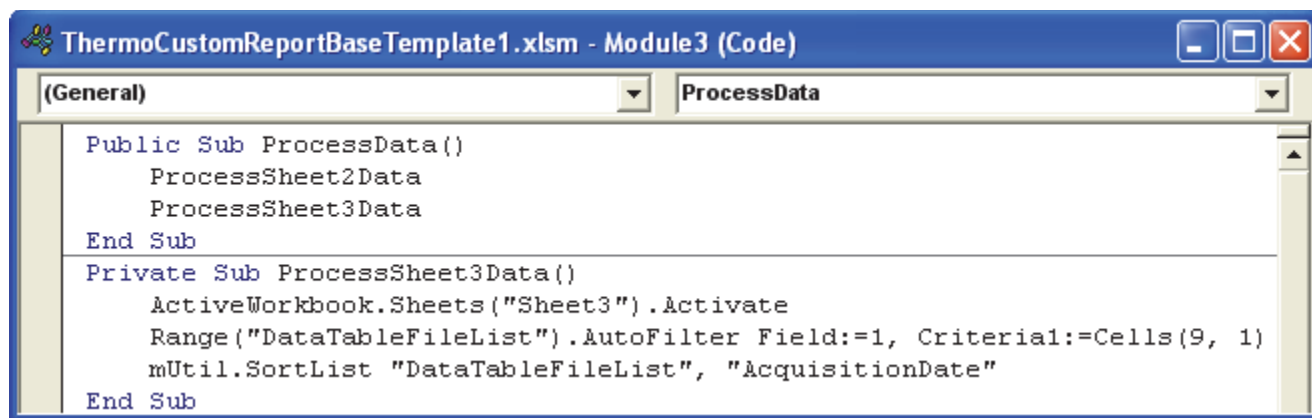 ThermoCustomReportBaseTemplate1.xlsm - Module3 (Code)
(General) ProcessData
Public Sub ProcessData()
ProcessSheet2Data
ProcessSheet3Data
End Sub
Private Sub ProcessSheet3Data()
ActiveWorkbook.Sheets("Sheet3").Activate
Range("DataTableFileList").AutoFilter Field:=1, Criteria1:=Cells(9, 1)
mUtil.SortList "DataTableFileList", "AcquisitionDate"
End Sub